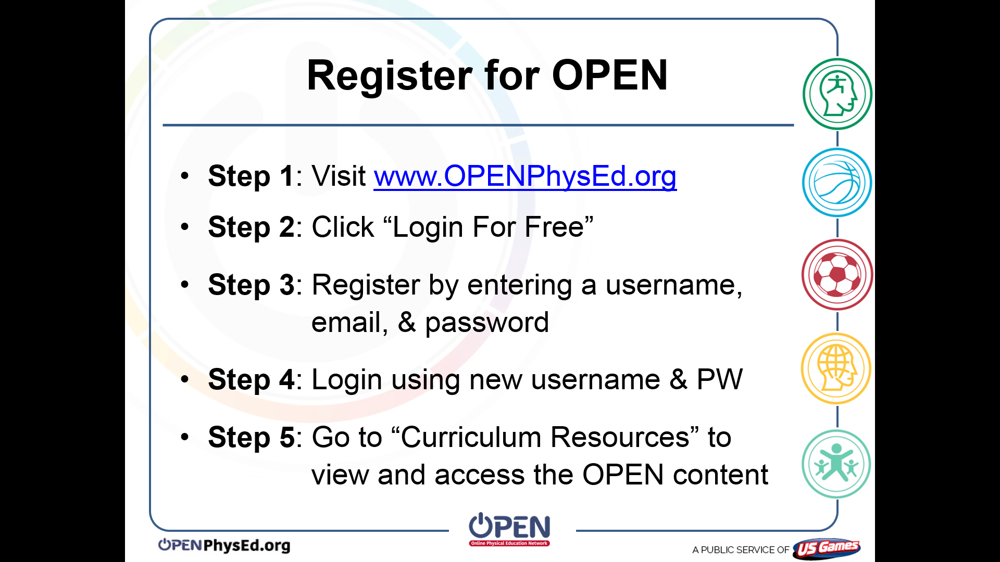 Register for OPEN
• Step 1: Visit www.OPENPhysEd.org
• Step 2: Click “Login For Free”
• Step 3: Register by entering a username,
email, & password
• Step 4: Login using new username & PW
• Step 5: Go to “Curriculum Resources” to
view and access the OPEN content
OPEN
Online Physical Education Network
OPENPhysEd.org
A PUBLIC SERVICE OF US Games